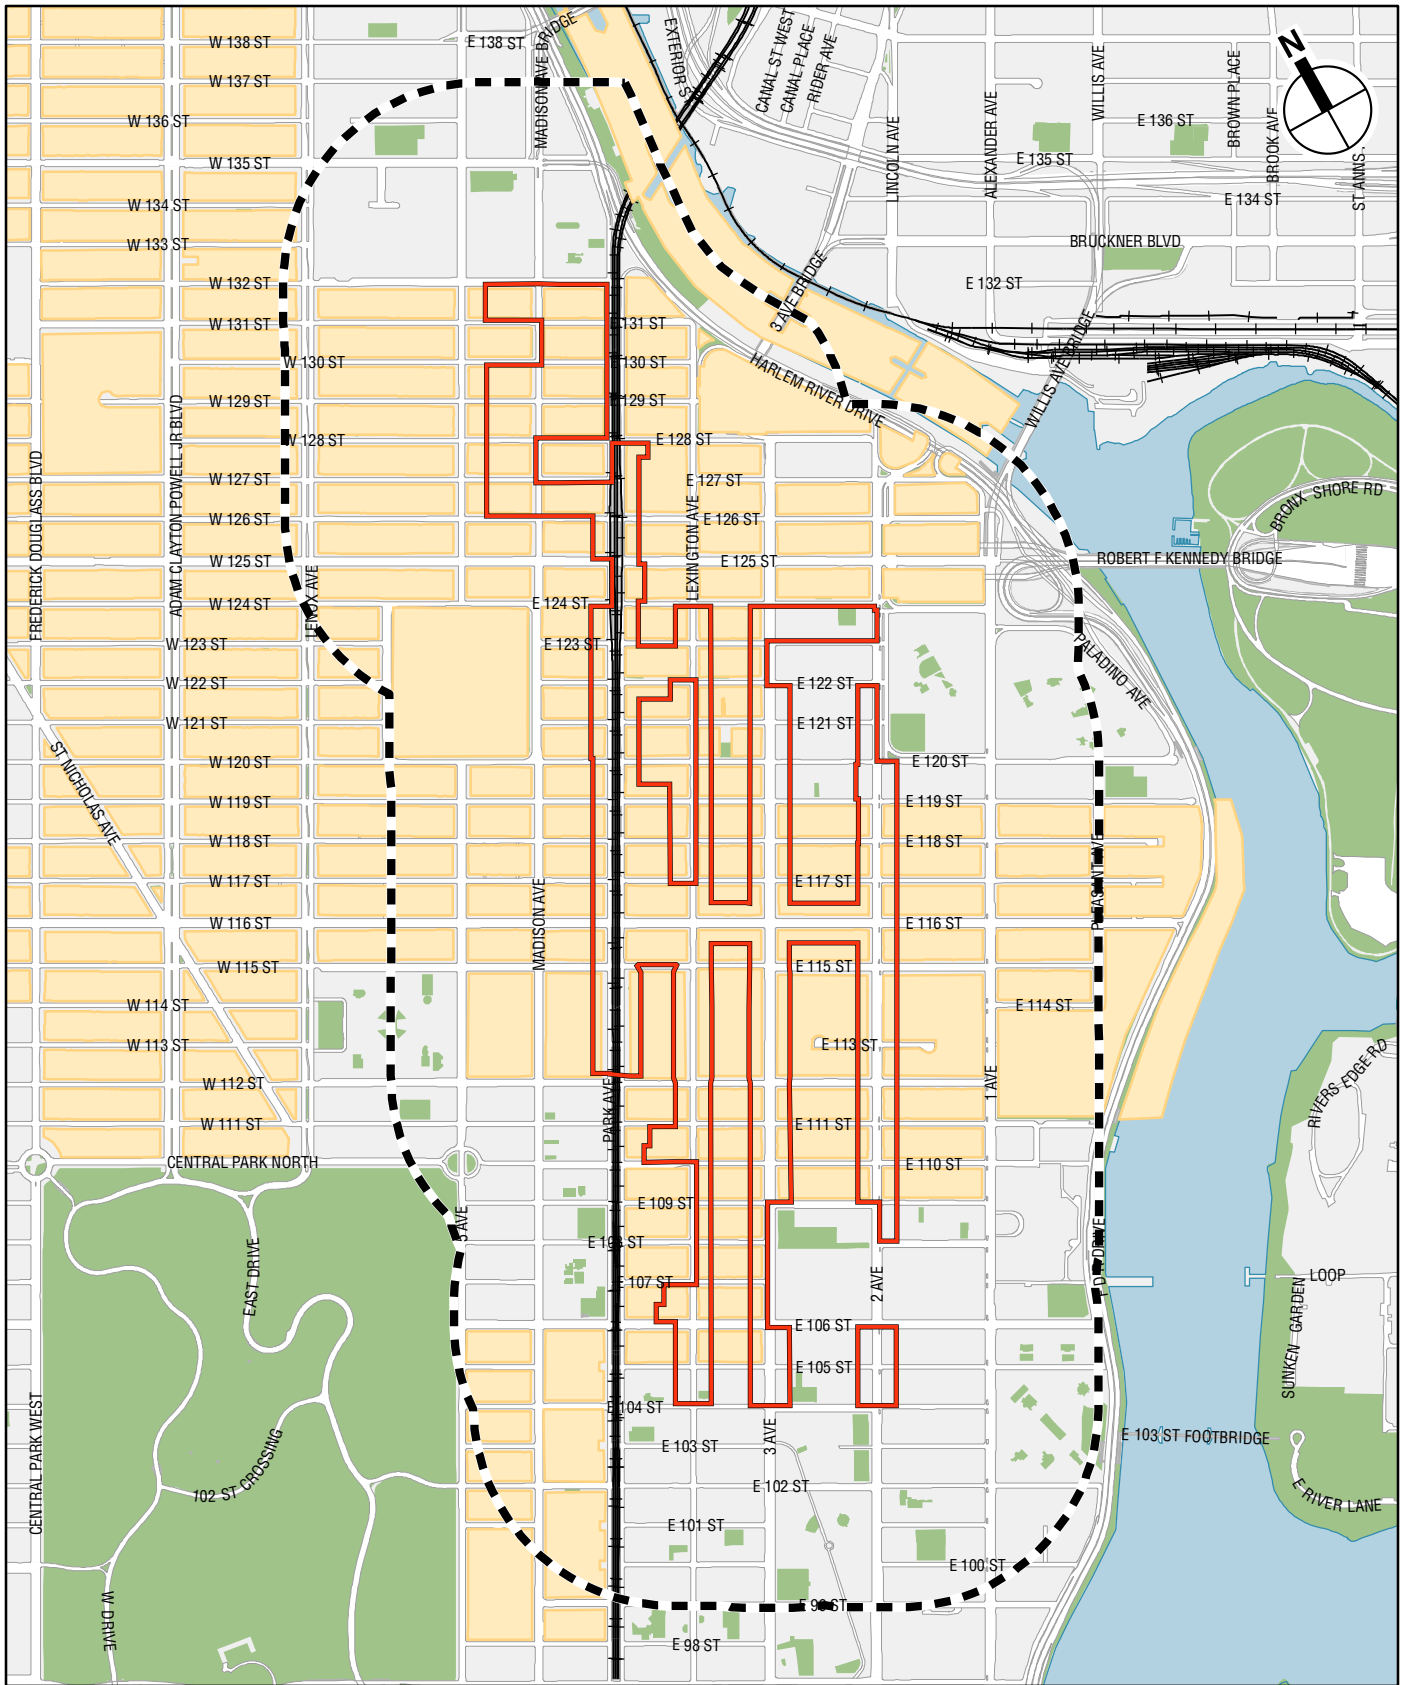 W 138 ST
E 138 ST
MADISON AVE BRIDGE
EXTERIOR ST
CANAL ST WEST
CANAL PLACE
RIDER AVE
N
W 137 ST
W 136 ST
W 135 ST
W 134 ST
W 133 ST
W 132 ST
W 131 ST
W 130 ST
W 129 ST
W 128 ST
W 127 ST
W 126 ST
W 125 ST
W 124 ST
W 123 ST
W 122 ST
W 121 ST
W 120 ST
W 119 ST
W 118 ST
W 117 ST
W 116 ST
W 115 ST
W 114 ST
W 113 ST
W 112 ST
W 111 ST
CENTRAL PARK NORTH
FREDERICK DOUGLASS BLVD
ADAM CLAYTON POWELL JR BLVD
LENOX AVE
ST NICHOLAS AVE
MADISON AVE
PARK AVE
LEXINGTON AVE
5 AVE
3 AVE
2 AVE
1 AVE
PLEASANT AVE
F D R DRIVE
PALADINO AVE
LINCOLN AVE
ALEXANDER AVE
WILLIS AVE
BROWN PLACE
BROOK AVE
ST ANNS
E 136 ST
E 135 ST
E 134 ST
BRUCKNER BLVD
E 132 ST
3 AVE BRIDGE
HARLEM RIVER DRIVE
WILLIS AVE BRIDGE
BRONX SHORE RD
ROBERT F KENNEDY BRIDGE
E 131 ST
E 130 ST
E 129 ST
E 128 ST
E 127 ST
E 126 ST
E 125 ST
E 124 ST
E 123 ST
E 122 ST
E 121 ST
E 120 ST
E 119 ST
E 118 ST
E 117 ST
E 116 ST
E 115 ST
E 114 ST
E 113 ST
E 111 ST
E 110 ST
E 109 ST
E 108 ST
E 107 ST
E 106 ST
E 105 ST
E 104 ST
E 103 ST
E 102 ST
E 101 ST
E 100 ST
E 99 ST
E 98 ST
E 103 ST FOOTBRIDGE
RIVERS EDGE RD
SUNKEN GARDEN
LOOP
E RIVER LANE
EAST DRIVE
102 ST CROSSING
CENTRAL PARK WEST
W DRIVE